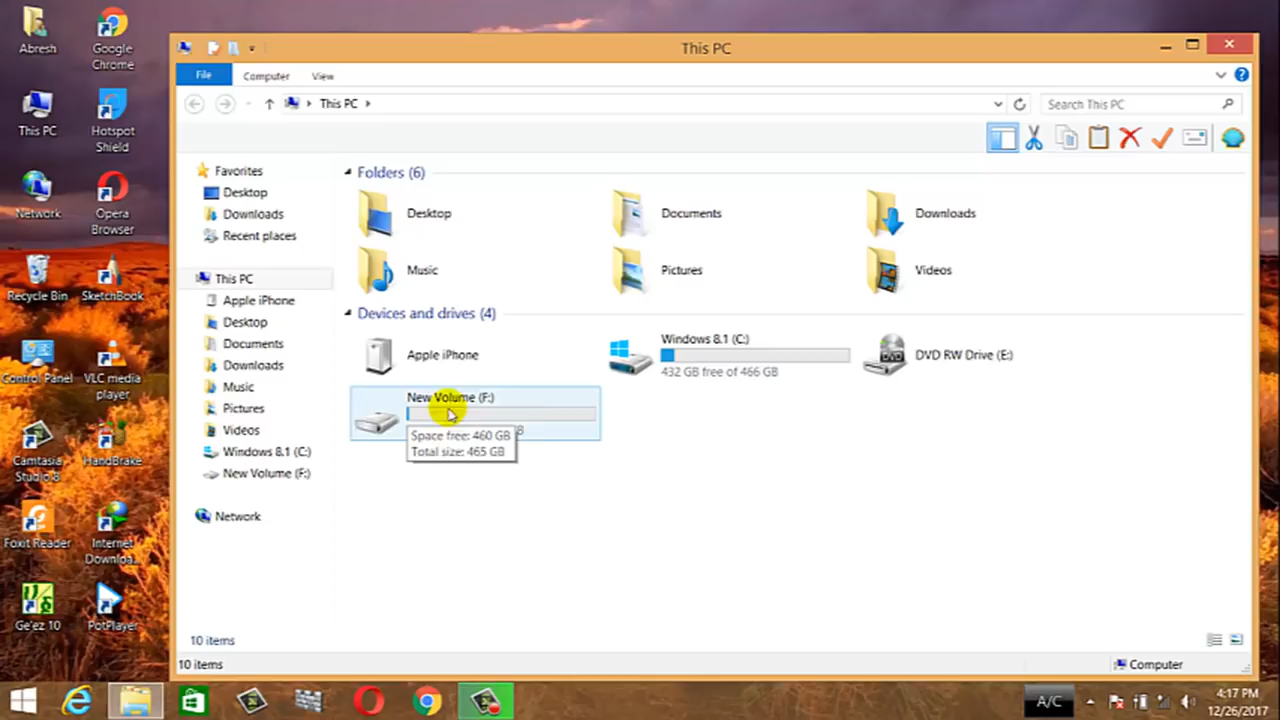 Abresh
Google
Chrome
This PC
Hotspot
Shield
Network
Opera
Browser
Recycle Bin
SketchBook
Control Panel
VLC media
player
Camtasia
Studio 8
HandBrake
Foxit Reader
Internet
Downloa...
Ge'ez 10
PotPlayer
This PC
File
Computer
View
This PC
Search This PC
Favorites
Desktop
Downloads
Recent places
This PC
Apple iPhone
Desktop
Documents
Downloads
Music
Pictures
Videos
Windows 8.1 (C:)
New Volume (F:)
Network
Folders (6)
Desktop
Documents
Downloads
Music
Pictures
Videos
Devices and drives (4)
Apple iPhone
Windows 8.1 (C:)
432 GB free of 466 GB
DVD
DVD RW Drive (E:)
New Volume (F:)
Space free: 460 GB
Total size: 465 GB
10 items
10 items
Computer
A/C
4:17 PM
12/26/2017